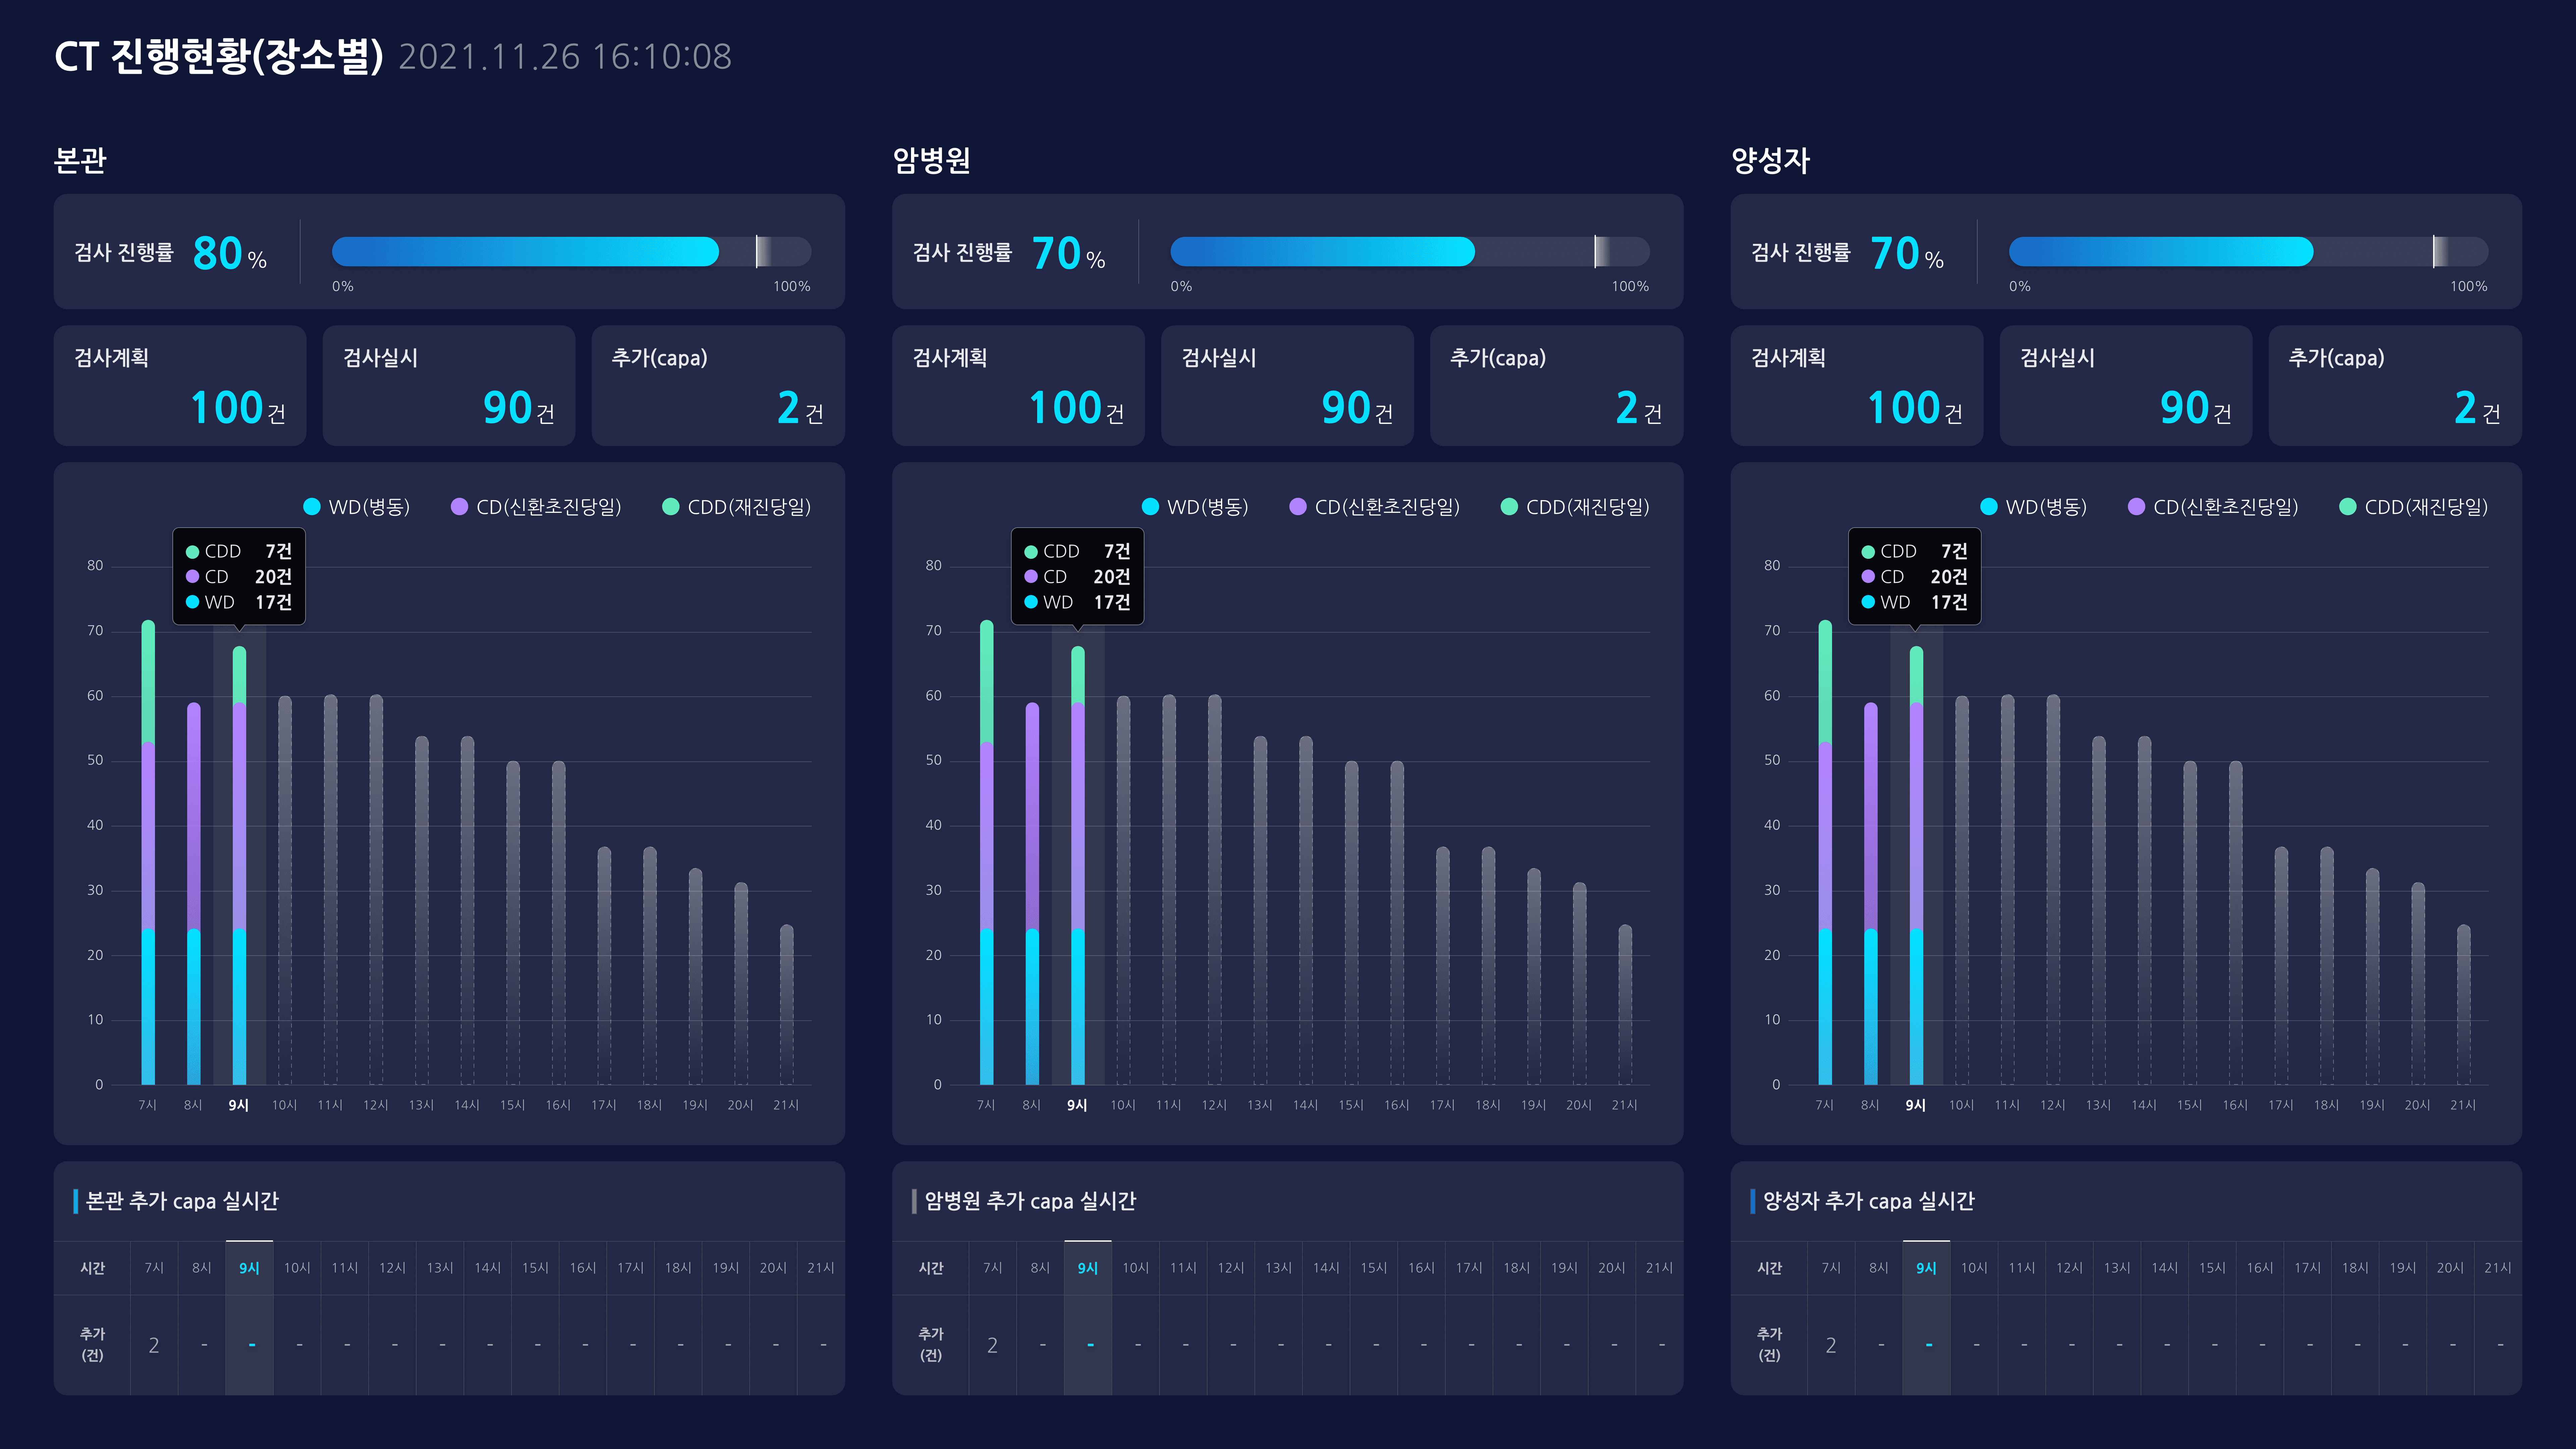 CT 진행현황(장소별) 2021.11.26 16:10:08
본관
검사 진행률 80 %
0% 100%
검사계획 검사실시 추가(capa)
100 건 90 건 2 건
WD(병동) CD(신환초진당일) CDD(재진당일)
CDD 7건
CD 20건
WD 17건
80
70
60
50
40
30
20
10
0
7시 8시 9시 10시 11시 12시 13시 14시 15시 16시 17시 18시 19시 20시 21시
본관 추가 capa 실시간
시간 7시 8시 9시 10시 11시 12시 13시 14시 15시 16시 17시 18시 19시 20시 21시
추가
(건) 2 - - - - - - - - - - - - - -
암병원
검사 진행률 70 %
0% 100%
검사계획 검사실시 추가(capa)
100 건 90 건 2 건
WD(병동) CD(신환초진당일) CDD(재진당일)
CDD 7건
CD 20건
WD 17건
80
70
60
50
40
30
20
10
0
7시 8시 9시 10시 11시 12시 13시 14시 15시 16시 17시 18시 19시 20시 21시
암병원 추가 capa 실시간
시간 7시 8시 9시 10시 11시 12시 13시 14시 15시 16시 17시 18시 19시 20시 21시
추가
(건) 2 - - - - - - - - - - - - - -
양성자
검사 진행률 70 %
0% 100%
검사계획 검사실시 추가(capa)
100 건 90 건 2 건
WD(병동) CD(신환초진당일) CDD(재진당일)
CDD 7건
CD 20건
WD 17건
80
70
60
50
40
30
20
10
0
7시 8시 9시 10시 11시 12시 13시 14시 15시 16시 17시 18시 19시 20시 21시
양성자 추가 capa 실시간
시간 7시 8시 9시 10시 11시 12시 13시 14시 15시 16시 17시 18시 19시 20시 21시
추가
(건) 2 - - - - - - - - - - - - - -